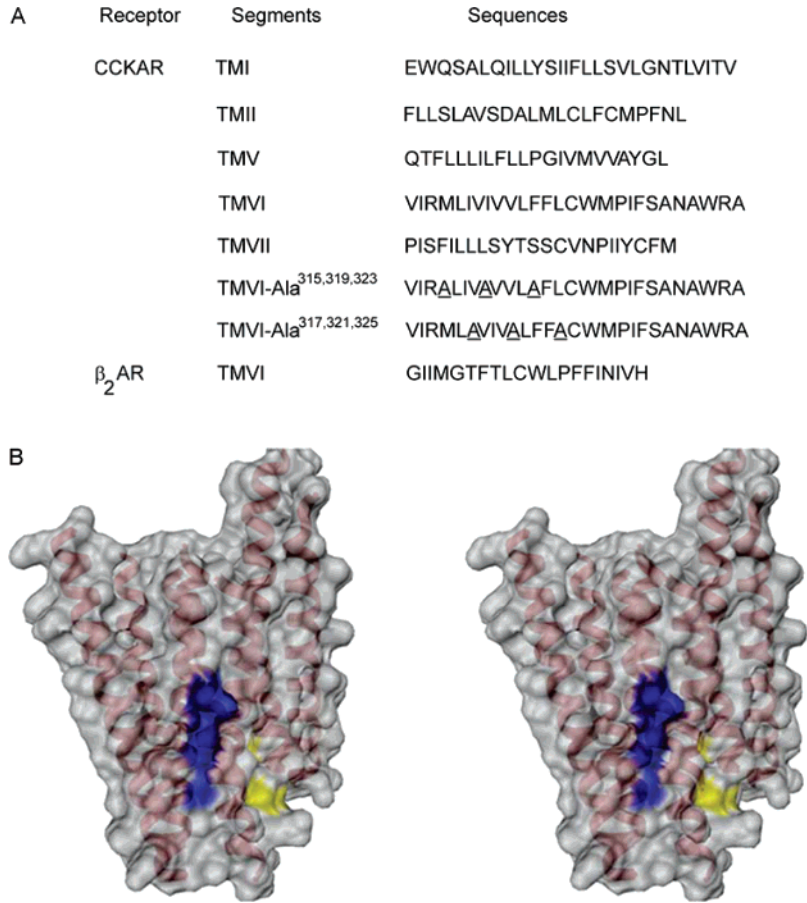 A Receptor Segments Sequences
CCKAR TMI EWQSALQILLYSIIFLLSVLGNTLVITV
TMII FLLSLAVSDALMLCLFCMPFNL
TMV QTFLLLILFLLPGIVMVVAYGL
TMVI VIRMLIVIVVLFFLCWMPIFSANAWRA
TMVII PISFILLLSYTSSCVNPIIYCFM
TMVI-Ala315,319,323 VIRALIVAVVLAFLCWMPIFSANAWRA
TMVI-Ala317,321,325 VIRMLAVIVALFFACWMPIFSANAWRA
β2AR TMVI GIIMGTFTLCWLPFFINIVH
B